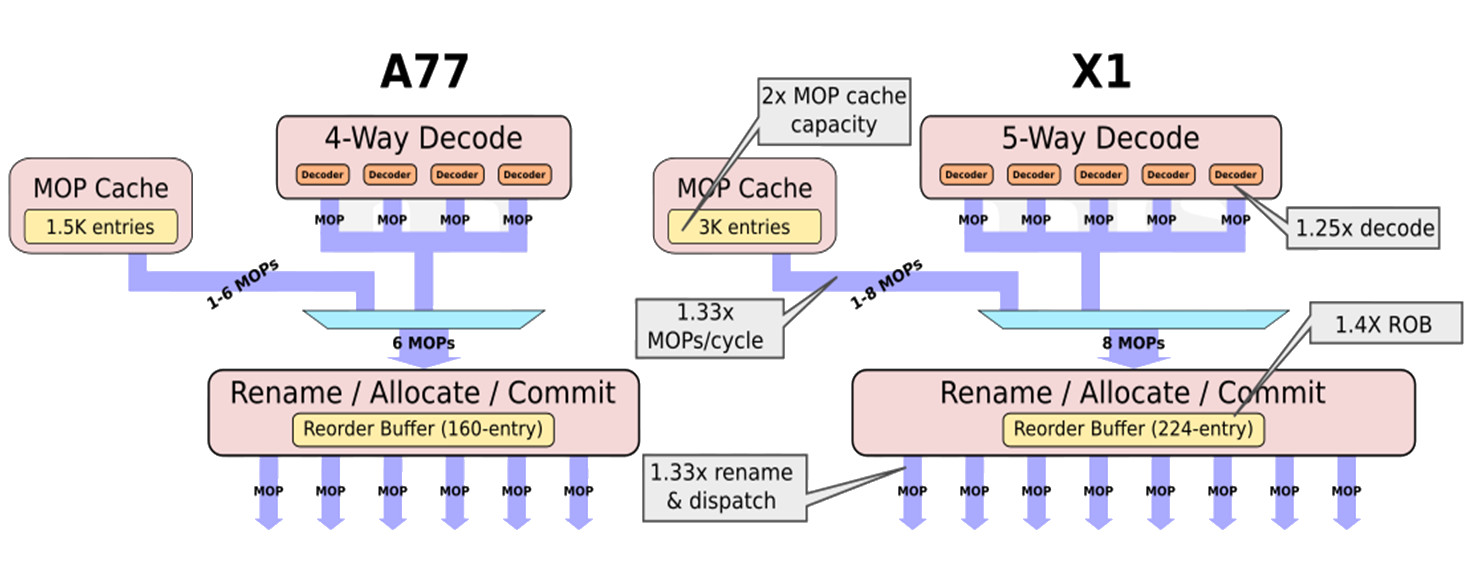 A77
4-Way Decode
Decoder Decoder Decoder Decoder
MOP MOP MOP MOP
MOP Cache
1.5K entries
1-6 MOPs
6 MOPs
Rename / Allocate / Commit
Reorder Buffer (160-entry)
MOP MOP MOP MOP MOP MOP
X1
2x MOP cache
capacity
5-Way Decode
Decoder Decoder Decoder Decoder Decoder
MOP MOP MOP MOP MOP
1.25x decode
MOP Cache
3K entries
1-8 MOPs
1.33x
MOPs/cycle
8 MOPs
1.4X ROB
Rename / Allocate / Commit
Reorder Buffer (224-entry)
1.33x rename
& dispatch
MOP MOP MOP MOP MOP MOP MOP MOP